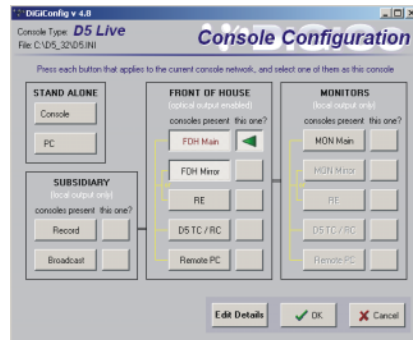 DiGiConfig v 4.8
Console Type: D5 Live
File: C:\D5_32\D5.INI
Console Configuration
Press each button that applies to the current console network, and select one of them as this console
STAND ALONE
Console
PC
SUBSIDIARY
(local output only)
consoles present this one?
Record
Broadcast
FRONT OF HOUSE
(optical output enabled)
consoles present this one?
FOH Main
FOH Mirror
RE
D5 TC / RC
Remote PC
MONITORS
(local output only)
consoles present this one?
MON Main
MON Mirror
RE
D5 TC / RC
Remote PC
Edit Details
OK
Cancel